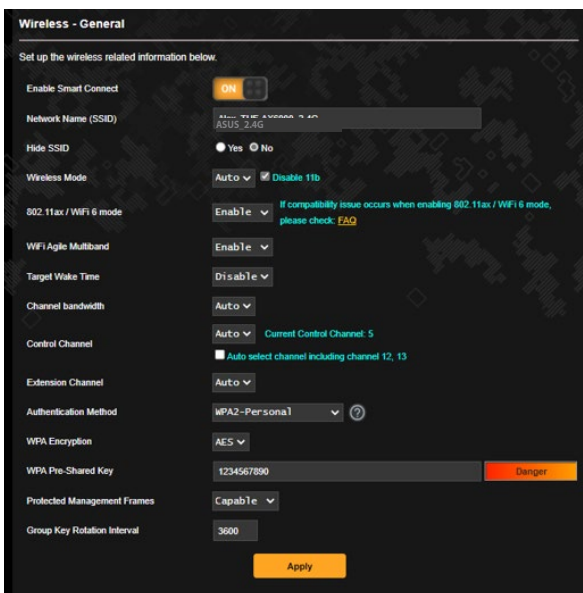 Wireless - General
Set up the wireless related information below.
Enable Smart Connect ON
Network Name (SSID) ASUS_2.4G
Hide SSID Yes No
Wireless Mode Auto Disable 11b
802.11ax / WiFi 6 mode Enable If compatibility issue occurs when enabling 802.11ax / WiFi 6 mode,
please check: FAQ
WiFi Agile Multiband Enable
Target Wake Time Disable
Channel bandwidth Auto
Control Channel Auto Current Control Channel: 5
Auto select channel including channel 12, 13
Extension Channel Auto
Authentication Method WPA2-Personal ?
WPA Encryption AES
WPA Pre-Shared Key 1234567890 Danger
Protected Management Frames Capable
Group Key Rotation Interval 3600
Apply